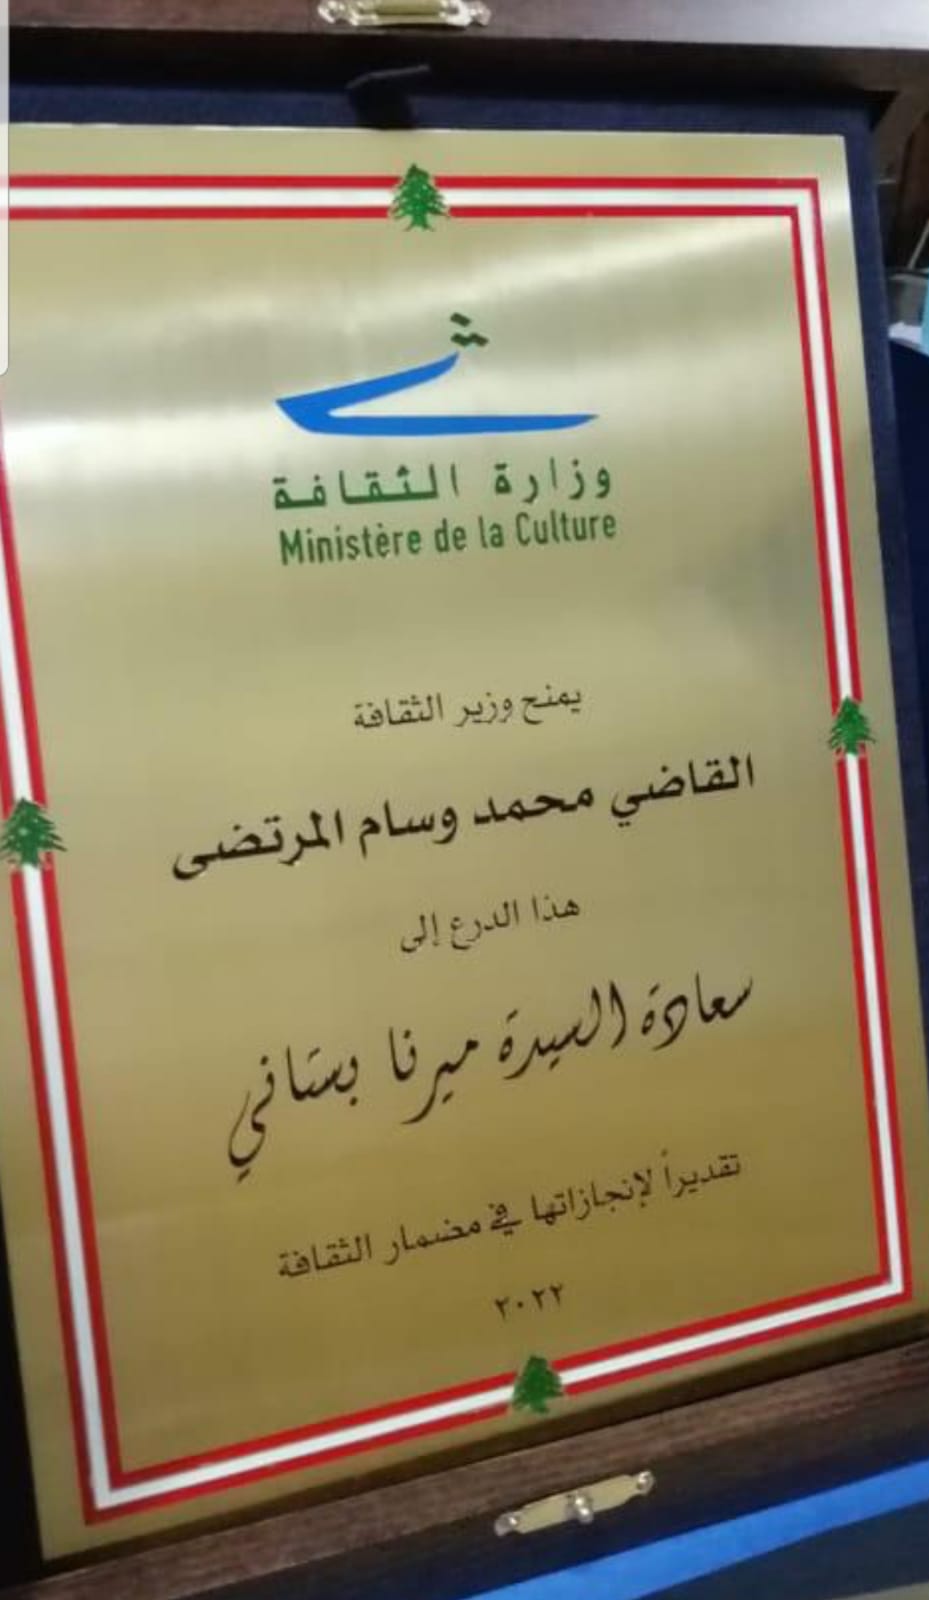 وزارة الثقافة
Ministère de la Culture
يمنح وزير الثقافة
القاضي محمد وسام المرتضى
هذا الدرع إلى
سعادة السيدة ميرنا بستاني
تقديراً لإنجازاتها في مضمار الثقافة
٢٠٢٢